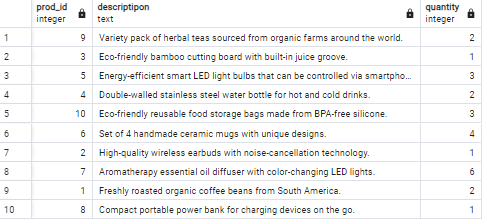 prod_id descriptipon quantity
integer text integer
1 9 Variety pack of herbal teas sourced from organic farms around the world. 2
2 3 Eco-friendly bamboo cutting board with built-in juice groove. 1
3 5 Energy-efficient smart LED light bulbs that can be controlled via smartpho... 3
4 4 Double-walled stainless steel water bottle for hot and cold drinks. 2
5 10 Eco-friendly reusable food storage bags made from BPA-free silicone. 3
6 6 Set of 4 handmade ceramic mugs with unique designs. 4
7 2 High-quality wireless earbuds with noise-cancellation technology. 1
8 7 Aromatherapy essential oil diffuser with color-changing LED lights. 6
9 1 Freshly roasted organic coffee beans from South America. 2
10 8 Compact portable power bank for charging devices on the go. 1